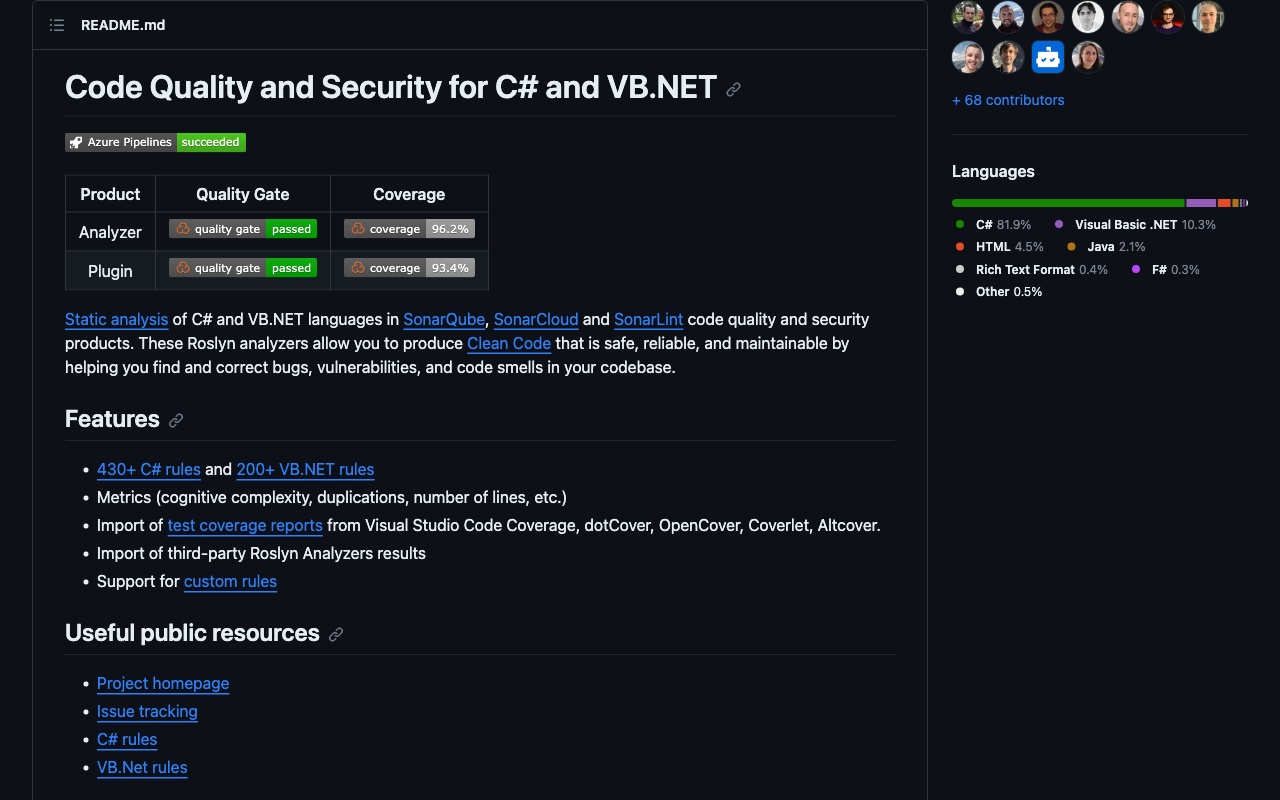 README.md
Code Quality and Security for C# and VB.NET
Azure Pipelines succeeded
Product Quality Gate Coverage
Analyzer quality gate passed coverage 96.2%
Plugin quality gate passed coverage 93.4%
Static analysis of C# and VB.NET languages in SonarQube, SonarCloud and SonarLint code quality and security
products. These Roslyn analyzers allow you to produce Clean Code that is safe, reliable, and maintainable by
helping you find and correct bugs, vulnerabilities, and code smells in your codebase.
Features
• 430+ C# rules and 200+ VB.NET rules
• Metrics (cognitive complexity, duplications, number of lines, etc.)
• Import of test coverage reports from Visual Studio Code Coverage, dotCover, OpenCover, Coverlet, Altcover.
• Import of third-party Roslyn Analyzers results
• Support for custom rules
Useful public resources
• Project homepage
• Issue tracking
• C# rules
• VB.Net rules
+ 68 contributors
Languages
C# 81.9% Visual Basic .NET 10.3%
HTML 4.5% Java 2.1%
Rich Text Format 0.4% F# 0.3%
Other 0.5%